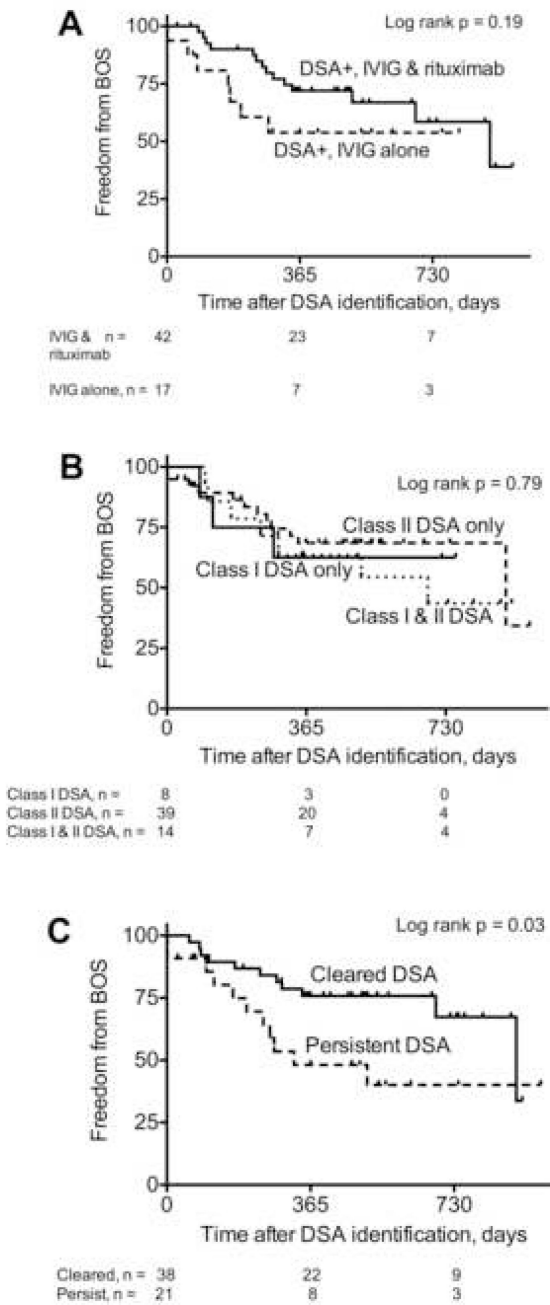 A
Log rank p = 0.19
100
75
50
25
0
Freedom from BOS
DSA+, IVIG & rituximab
DSA+, IVIG alone
0 365 730
Time after DSA identification, days
IVIG & n = 42 23 7
rituximab
IVIG alone, n = 17 7 3
B
Log rank p = 0.79
100
75
50
25
0
Freedom from BOS
Class II DSA only
Class I DSA only
Class I & II DSA
0 365 730
Time after DSA identification, days
Class I DSA, n = 8 3 0
Class II DSA, n = 39 20 4
Class I & II DSA, n = 14 7 4
C
Log rank p = 0.03
100
75
50
25
0
Freedom from BOS
Cleared DSA
Persistent DSA
0 365 730
Time after DSA identification, days
Cleared, n = 38 22 9
Persist, n = 21 8 3